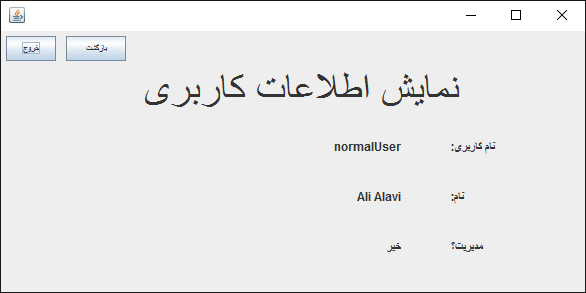 خروج
بازگشت
نمایش اطلاعات کاربری
نام کاربری: normalUser
نام: Ali Alavi
مدیریت؟ خیر